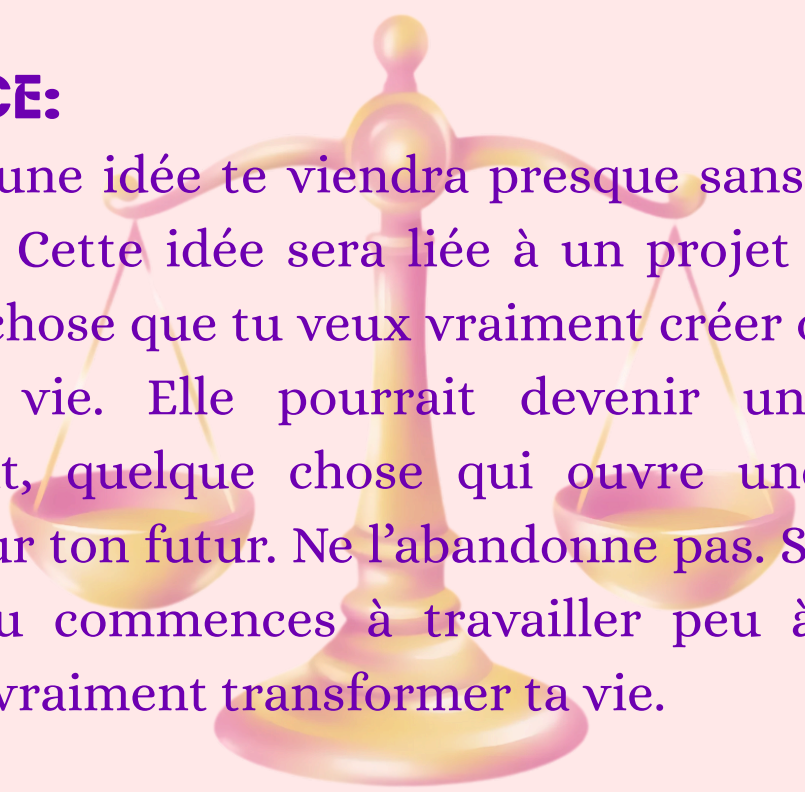 CE:
une idée te viendra presque sans
Cette idée sera liée à un projet
chose que tu veux vraiment créer
vie. Elle pourrait devenir un
t, quelque chose qui ouvre une
ur ton futur. Ne l’abandonne pas. S
u commences à travailler peu à
vraiment transformer ta vie.